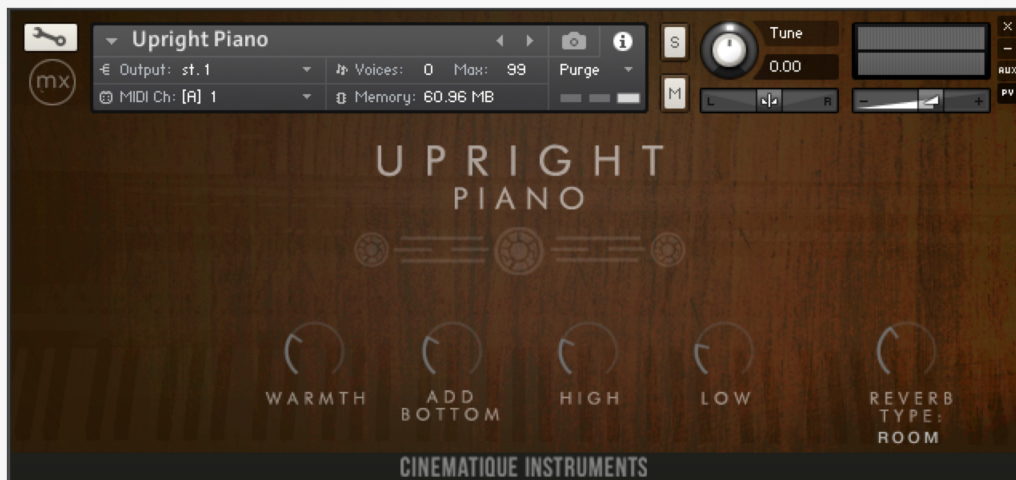 Upright Piano
Output: st. 1
Voices: 0 Max: 99
Purge
MIDI Ch: [A] 1
Memory: 60.96 MB
i
S
M
Tune
0.00
L R
− +
×
−
AUX
PV
mx
UPRIGHT
PIANO
WARMTH
ADD
BOTTOM
HIGH
LOW
REVERB
TYPE:
ROOM
CINEMATIQUE INSTRUMENTS